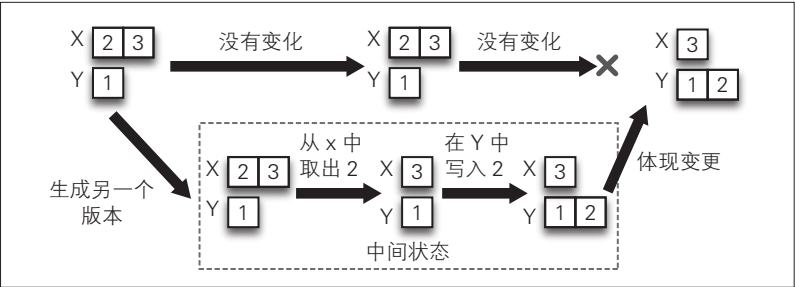 X 2 3
Y 1
没有变化
X 2 3
Y 1
没有变化
X 3
Y 1 2
生成另一个
版本
X 2 3
Y 1
从 x 中
取出 2
X 3
Y 1
在 Y 中
写入 2
X 3
Y 1 2
体现变更
中间状态